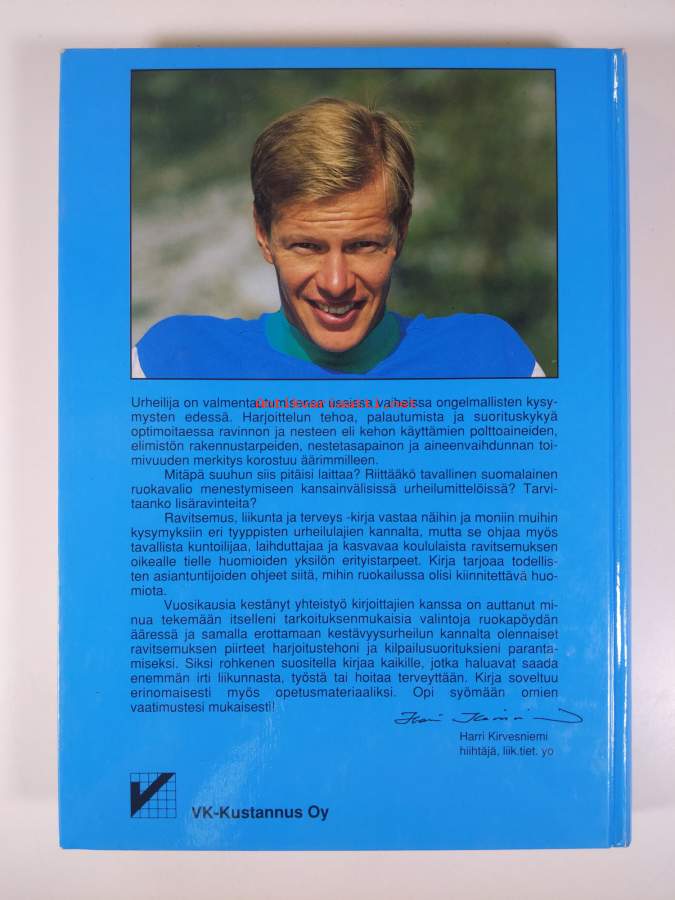 Urheilija on valmentautumisessaan useissa vaiheissa ongelmallisten kysy-
mysten edessä. Harjoittelun tehoa, palautumista ja suorituskykyä
optimoitaessa ravinnon ja nesteen eli kehon käyttämien polttoaineiden,
elimistön rakennustarpeiden, nestetasapainon ja aineenvaihdunnan toi-
mivuuden merkitys korostuu äärimmilleen.
Mitäpä suuhun siis pitäisi laittaa? Riittääkö tavallinen suomalainen
ruokavalio menestymiseen kansainvälisissä urheilumittelöissä? Tarvi-
taanko lisäravinteita?
Ravitsemus, liikunta ja terveys -kirja vastaa näihin ja moniin muihin
kysymyksiin eri tyyppisten urheilulajien kannalta, mutta se ohjaa myös
tavallista kuntoilijaa, laihduttajaa ja kasvavaa koululaista ravitsemuksen
oikealle tielle huomioiden yksilön erityistarpeet. Kirja tarjoaa todellis-
ten asiantuntijoiden ohjeet siitä, mihin ruokailussa olisi kiinnitettävä huo-
miota.
Vuosikausia kestänyt yhteistyö kirjoittajien kanssa on auttanut mi-
nua tekemään itselleni tarkoituksenmukaisia valintoja ruokapöydän
ääressä ja samalla erottamaan kestävyysurheilun kannalta olennaiset
ravitsemuksen piirteet harjoitustehoni ja kilpailusuorituksieni paranta-
miseksi. Siksi rohkenen suositella kirjaa kaikille, jotka haluavat saada
enemmän irti liikunnasta, työstä tai hoitaa terveyttään. Kirja soveltuu
erinomaisesti myös opetusmateriaaliksi. Opi syömään omien
vaatimustesi mukaisesti!
Harri Kirvesniemi
hiihtäjä, liik.tiet. yo
VK-Kustannus Oy